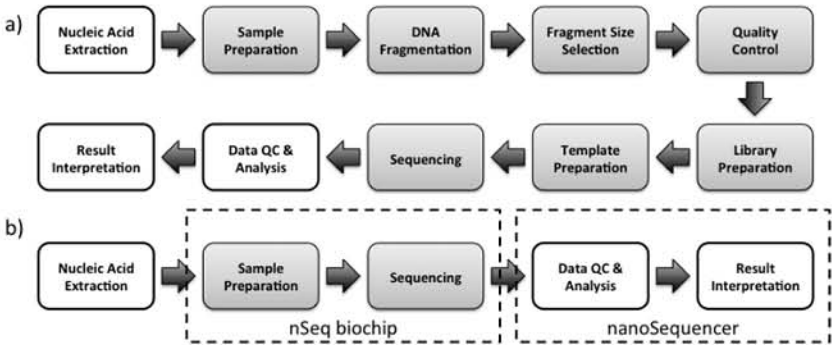 a)
Nucleic Acid
Extraction
Sample
Preparation
DNA
Fragmentation
Fragment Size
Selection
Quality
Control
Result
Interpretation
Data QC &
Analysis
Sequencing
Template
Preparation
Library
Preparation
b)
Nucleic Acid
Extraction
Sample
Preparation
Sequencing
Data QC &
Analysis
Result
Interpretation
nSeq biochip
nanoSequencer